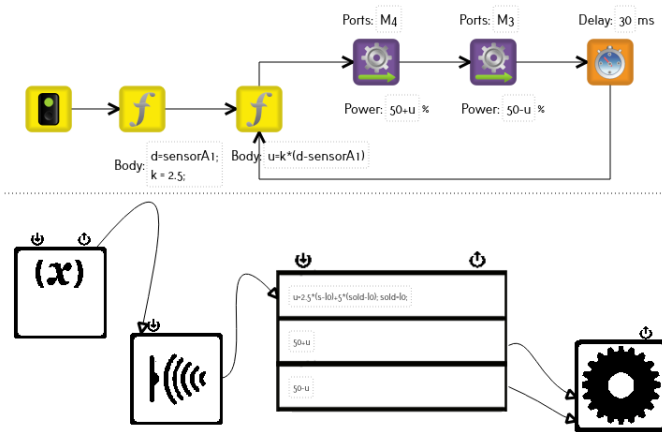 Ports: M4 Ports: M3 Delay: 30 ms
Power: 50+u % Power: 50-u %
Body: d=sensorA1;
k = 2.5;
Body: u=k*(d-sensorA1)
(x)
u=2.5*(s-l0)+5*(sold-l0); sold=l0;
50+u
50-u